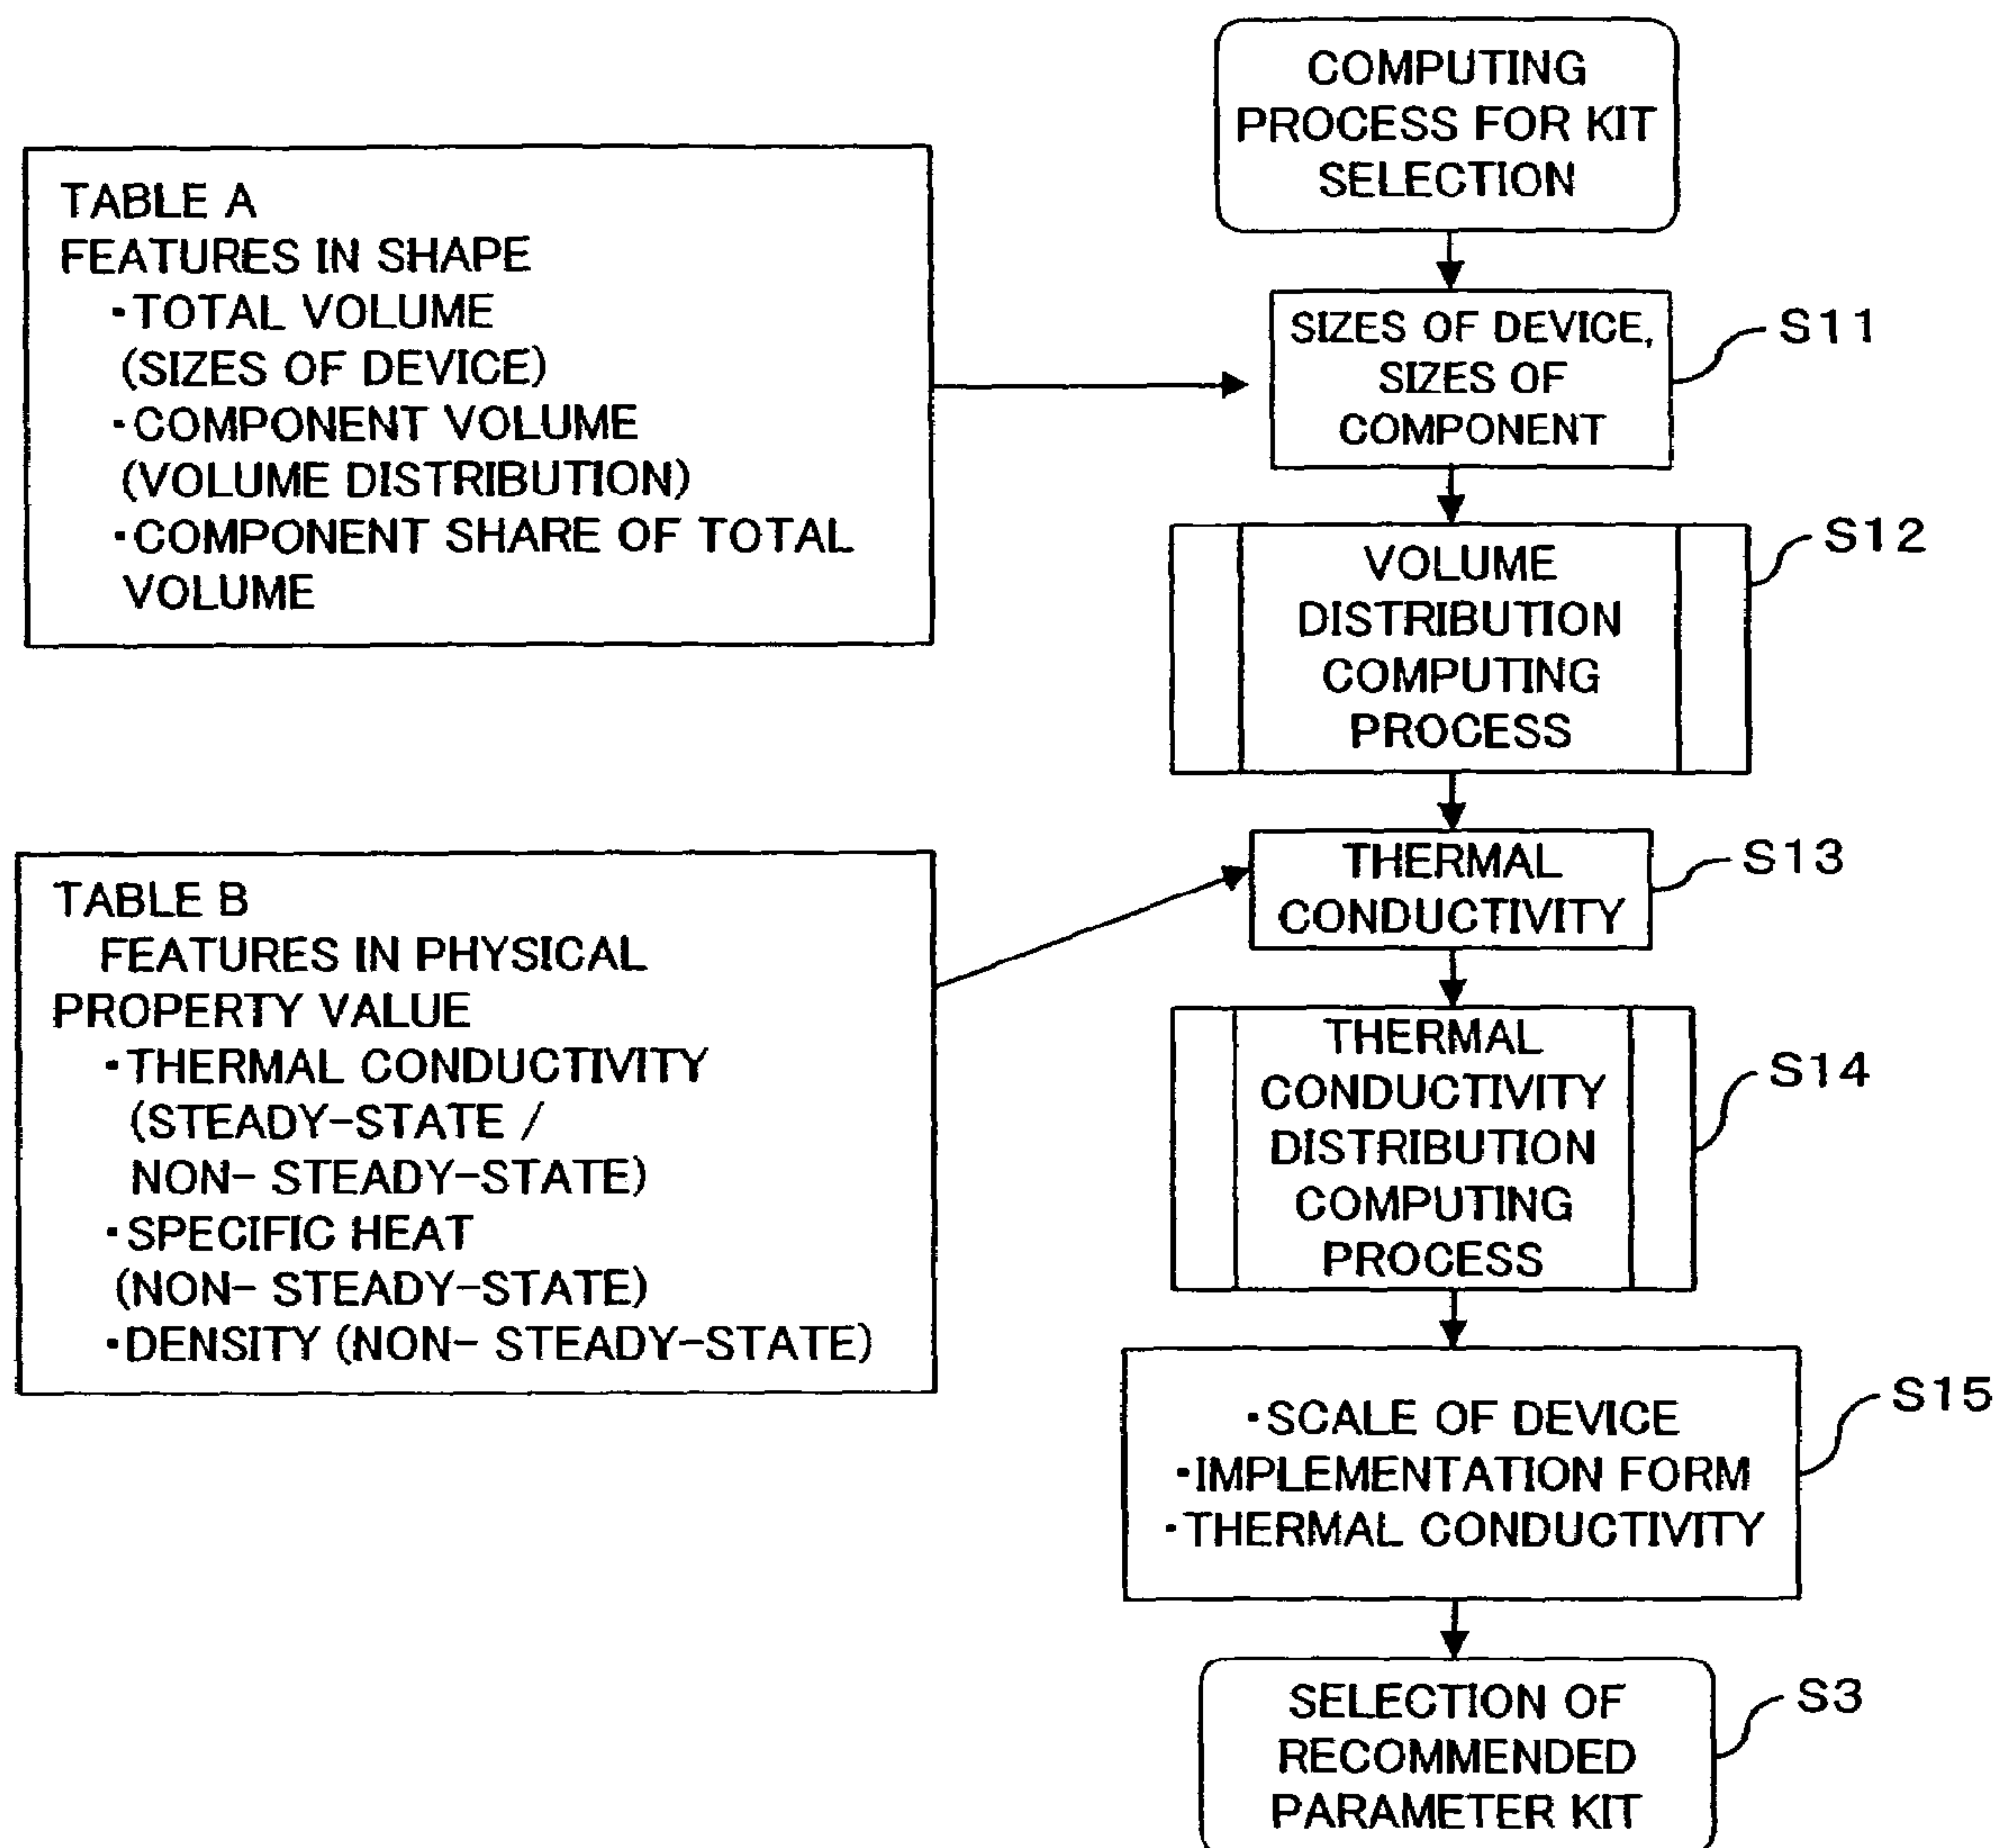 COMPUTING
PROCESS FOR KIT
SELECTION
TABLE A
FEATURES IN SHAPE
・TOTAL VOLUME
(SIZES OF DEVICE)
・COMPONENT VOLUME
(VOLUME DISTRIBUTION)
・COMPONENT SHARE OF TOTAL
VOLUME
SIZES OF DEVICE,
SIZES OF
COMPONENT
S11
VOLUME
DISTRIBUTION
COMPUTING
PROCESS
S12
TABLE B
FEATURES IN PHYSICAL
PROPERTY VALUE
・THERMAL CONDUCTIVITY
(STEADY-STATE /
NON- STEADY-STATE)
・SPECIFIC HEAT
(NON- STEADY-STATE)
・DENSITY (NON- STEADY-STATE)
THERMAL
CONDUCTIVITY
S13
THERMAL
CONDUCTIVITY
DISTRIBUTION
COMPUTING
PROCESS
S14
・SCALE OF DEVICE
・IMPLEMENTATION FORM
・THERMAL CONDUCTIVITY
S15
SELECTION OF
RECOMMENDED
PARAMETER KIT
S3